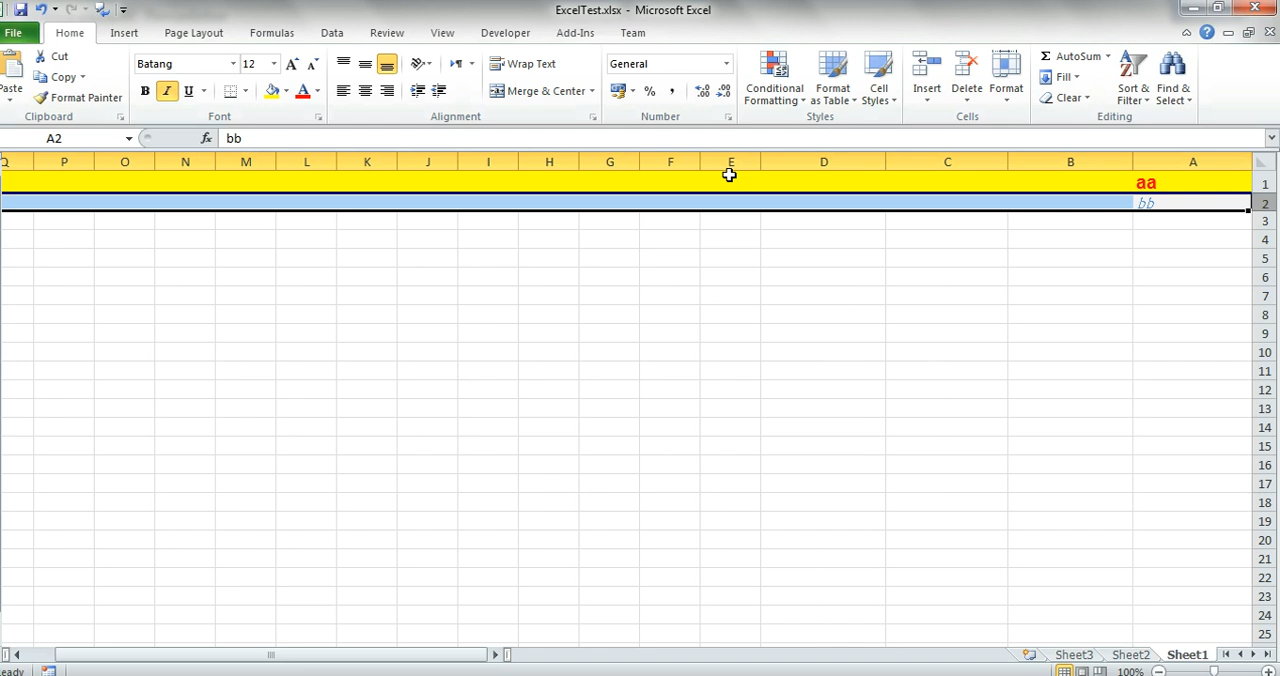 ExcelTest.xlsx - Microsoft Excel
File Home Insert Page Layout Formulas Data Review View Developer Add-Ins Team
Paste
Cut
Copy
Format Painter
Clipboard
Batang 12
B I U
Font
Wrap Text
Merge & Center
Alignment
General
%
Number
Conditional Formatting
Format as Table
Cell Styles
Styles
Insert
Delete
Format
Cells
Σ AutoSum
Fill
Clear
Sort & Filter
Find & Select
Editing
A2 fx bb
Q P O N M L K J I H G F E D C B A
aa 1
bb 2
3
4
5
6
7
8
9
10
11
12
13
14
15
16
17
18
19
20
21
22
23
24
25
Sheet3 Sheet2 Sheet1
100%